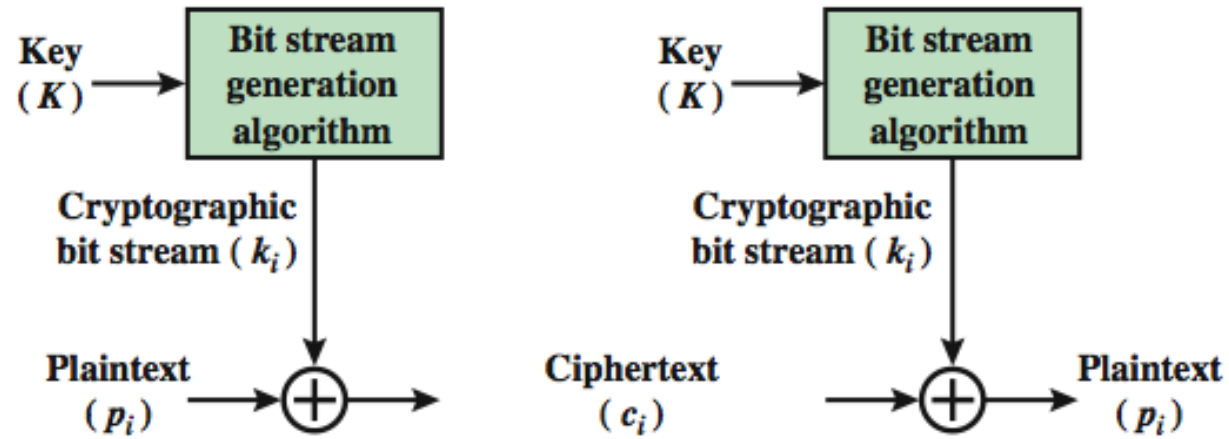 Key
( K )
Bit stream
generation
algorithm
Cryptographic
bit stream ( kᵢ )
Plaintext
( pᵢ )
Ciphertext
( cᵢ )
Key
( K )
Bit stream
generation
algorithm
Cryptographic
bit stream ( kᵢ )
Plaintext
( pᵢ )